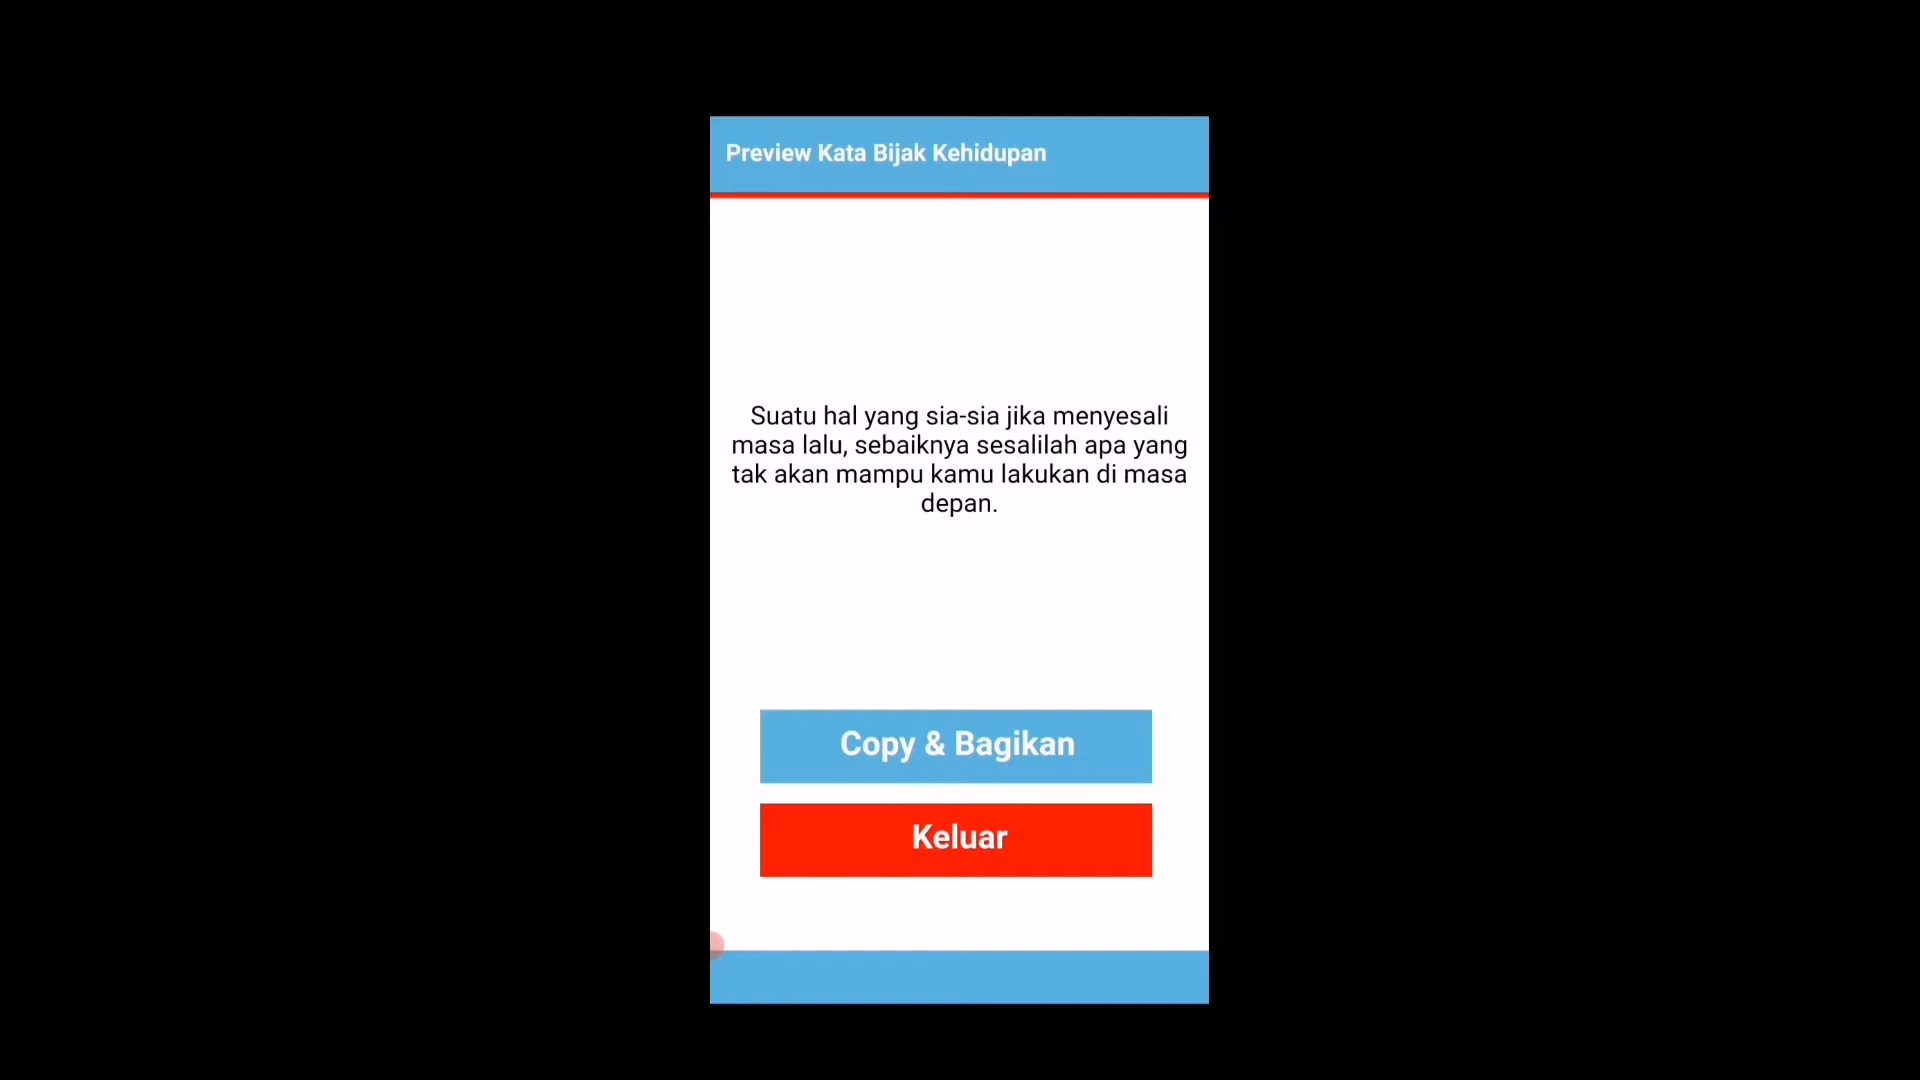 Preview Kata Bijak Kehidupan
Suatu hal yang sia-sia jika menyesali
masa lalu, sebaiknya sesalilah apa yang
tak akan mampu kamu lakukan di masa
depan.
Copy & Bagikan
Keluar